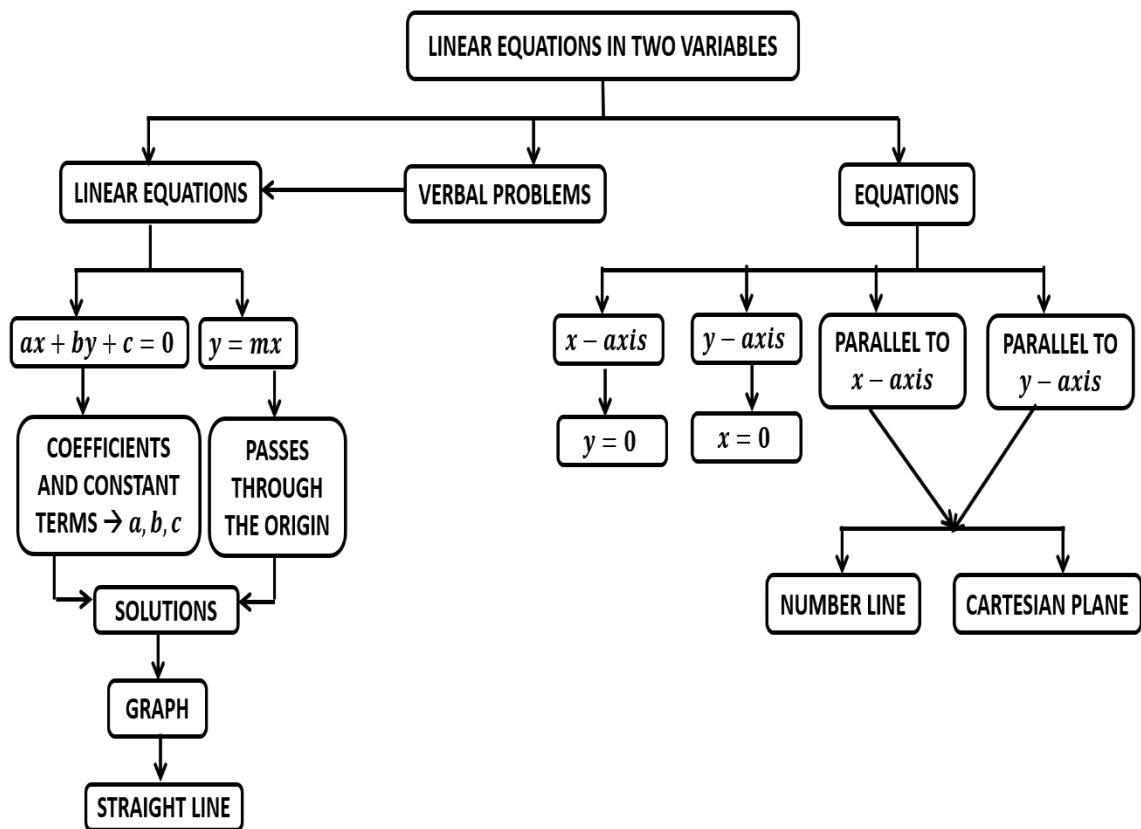 LINEAR EQUATIONS IN TWO VARIABLES
LINEAR EQUATIONS
VERBAL PROBLEMS
EQUATIONS
ax + by + c = 0
y = mx
x − axis
y − axis
PARALLEL TO
x − axis
PARALLEL TO
y − axis
COEFFICIENTS
AND CONSTANT
TERMS → a, b, c
PASSES
THROUGH
THE ORIGIN
y = 0
x = 0
SOLUTIONS
NUMBER LINE
CARTESIAN PLANE
GRAPH
STRAIGHT LINE